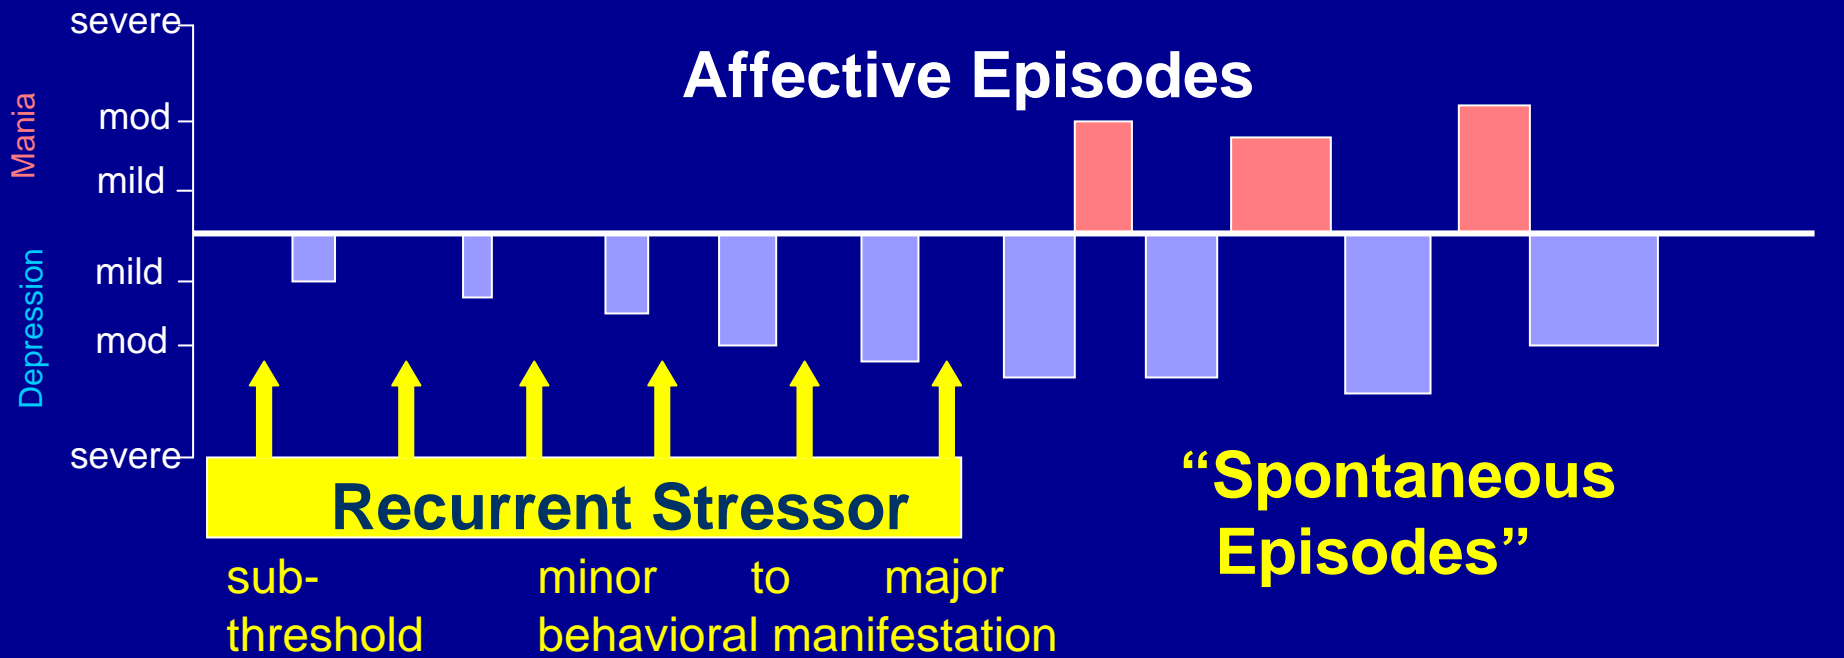 severe
Affective Episodes
mod
Mania
mild
mild
Depression
mod
severe
Recurrent Stressor
“Spontaneous
Episodes”
sub-
threshold
minor to major
behavioral manifestation